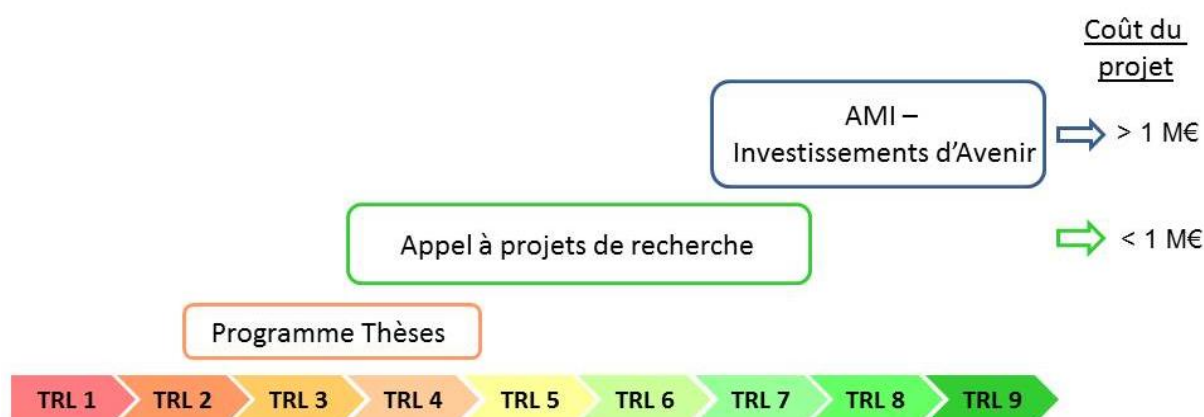 Coût du
projet
AMI –
Investissements d'Avenir
> 1 M€
Appel à projets de recherche
< 1 M€
Programme Thèses
TRL 1 TRL 2 TRL 3 TRL 4 TRL 5 TRL 6 TRL 7 TRL 8 TRL 9